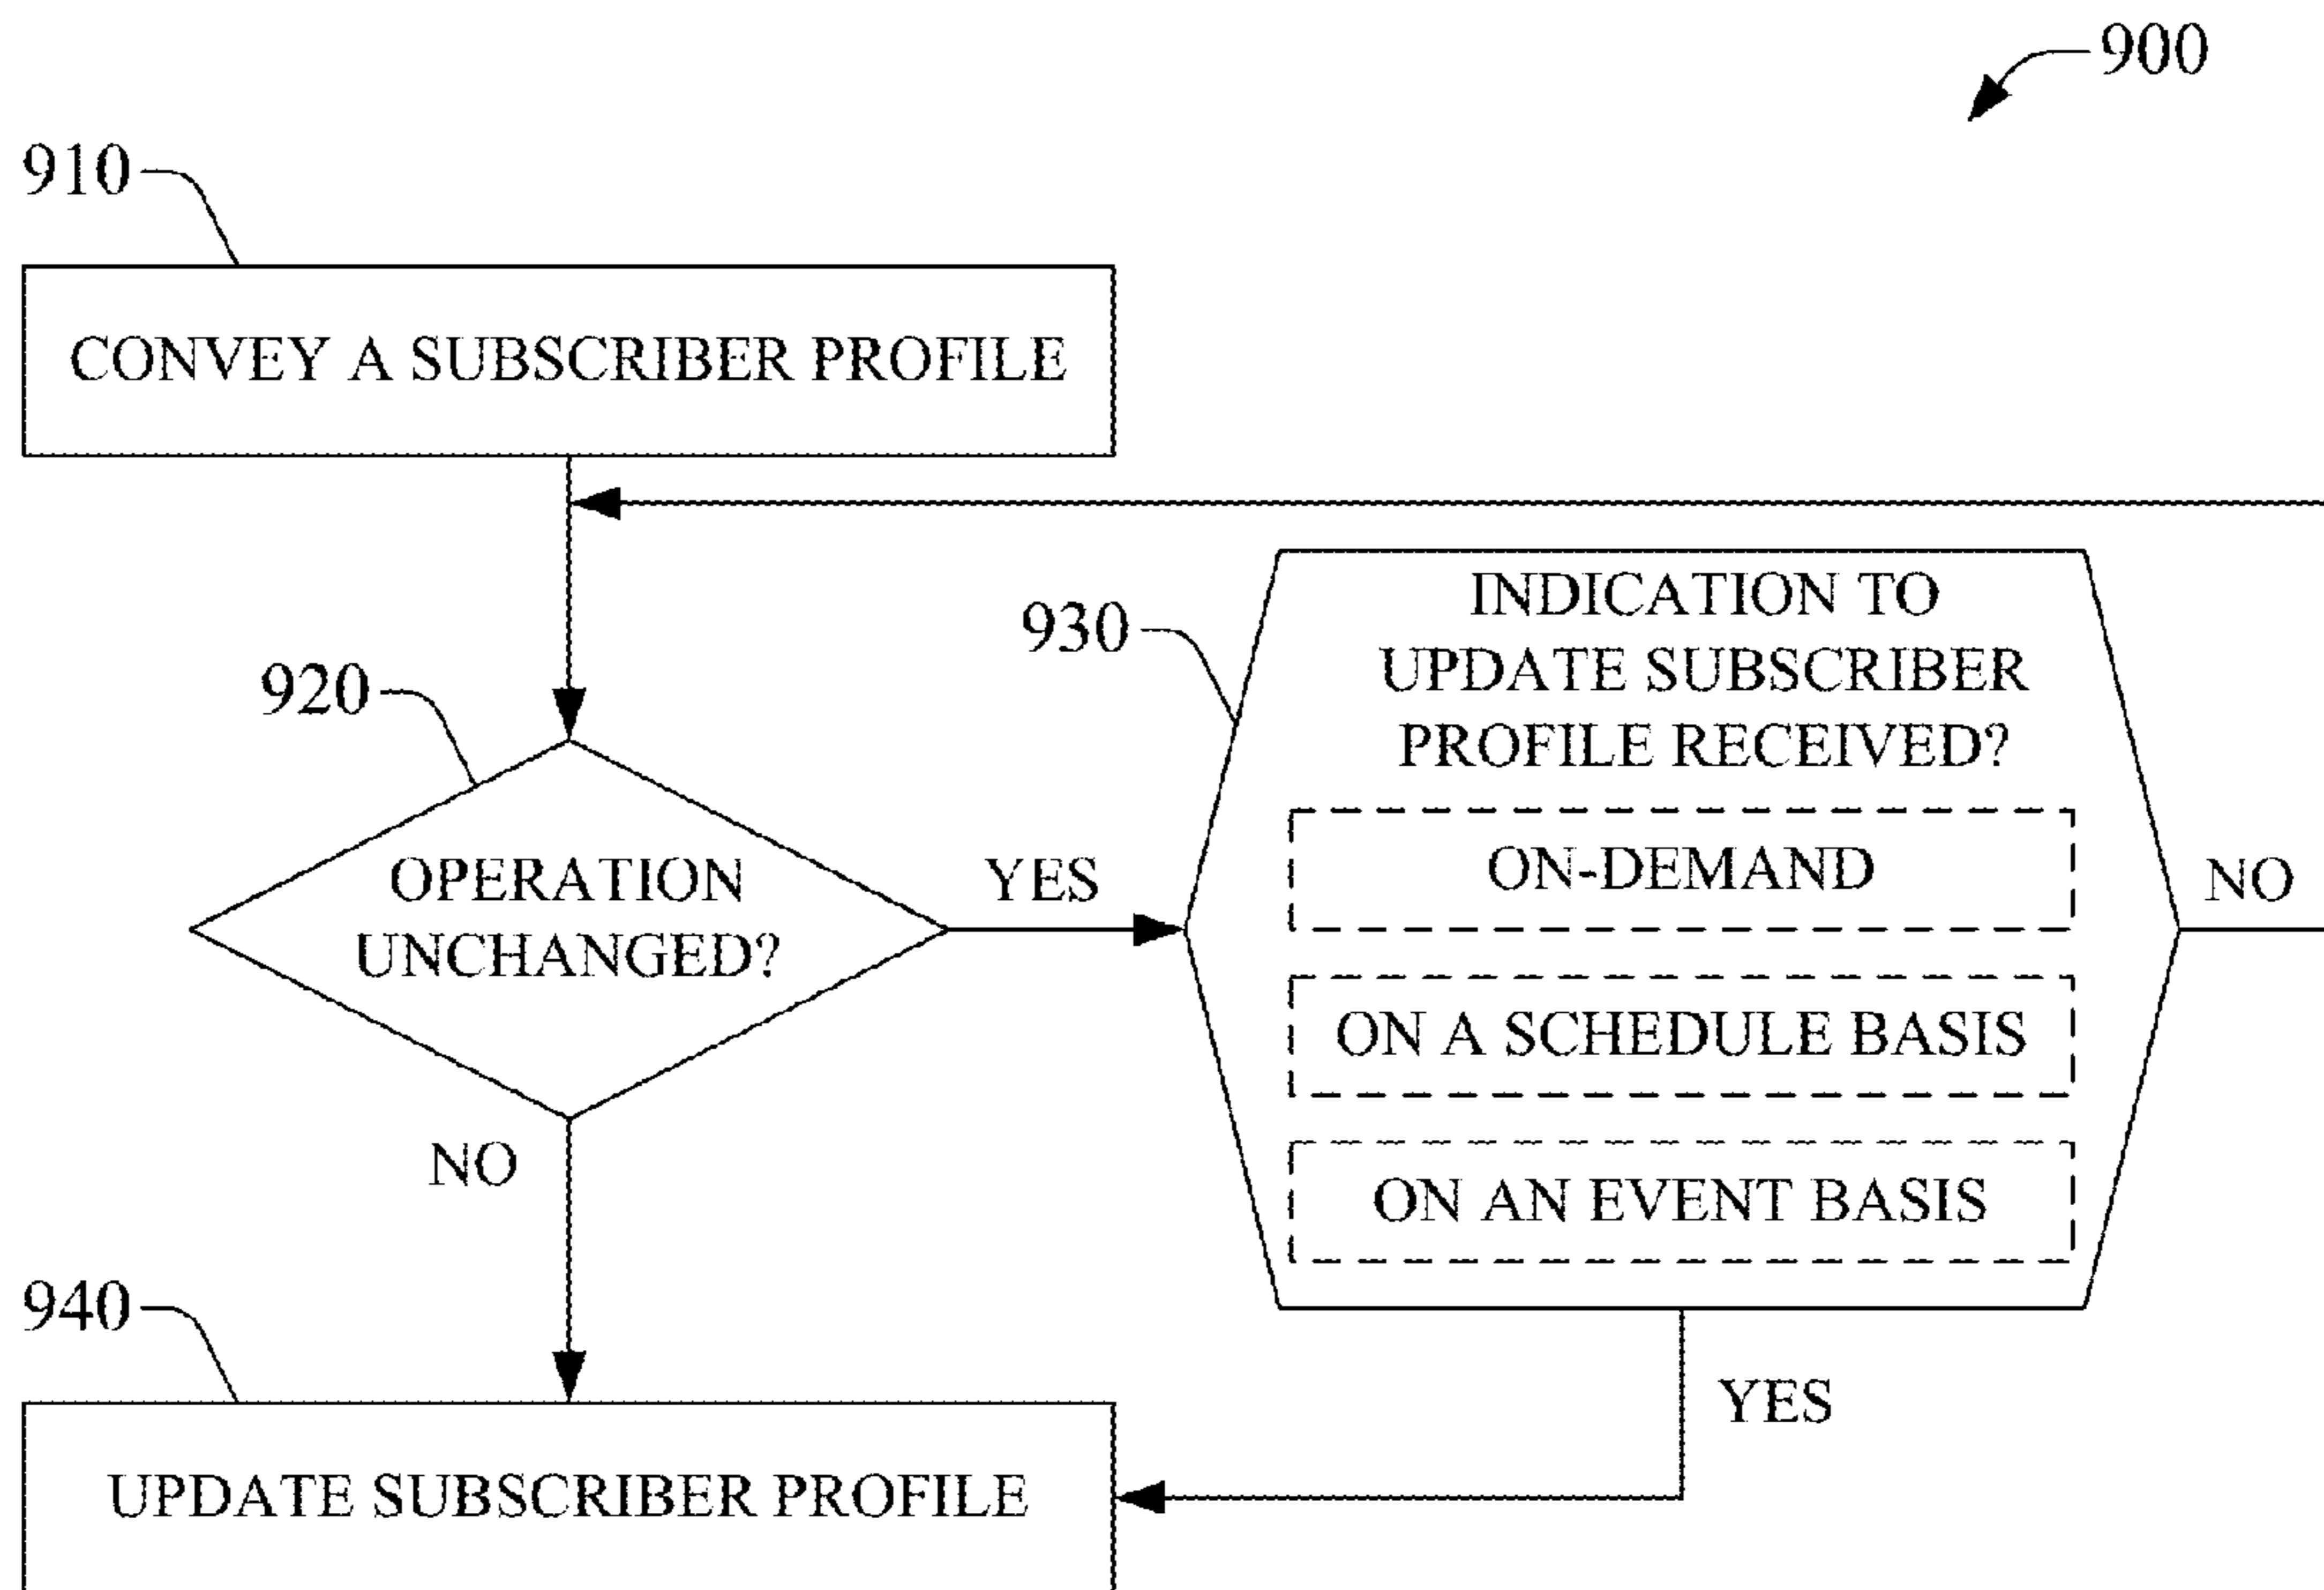 900
910
CONVEY A SUBSCRIBER PROFILE
930
INDICATION TO
UPDATE SUBSCRIBER
PROFILE RECEIVED?
920
OPERATION
UNCHANGED?
YES
ON-DEMAND
NO
ON A SCHEDULE BASIS
ON AN EVENT BASIS
NO
940
YES
UPDATE SUBSCRIBER PROFILE